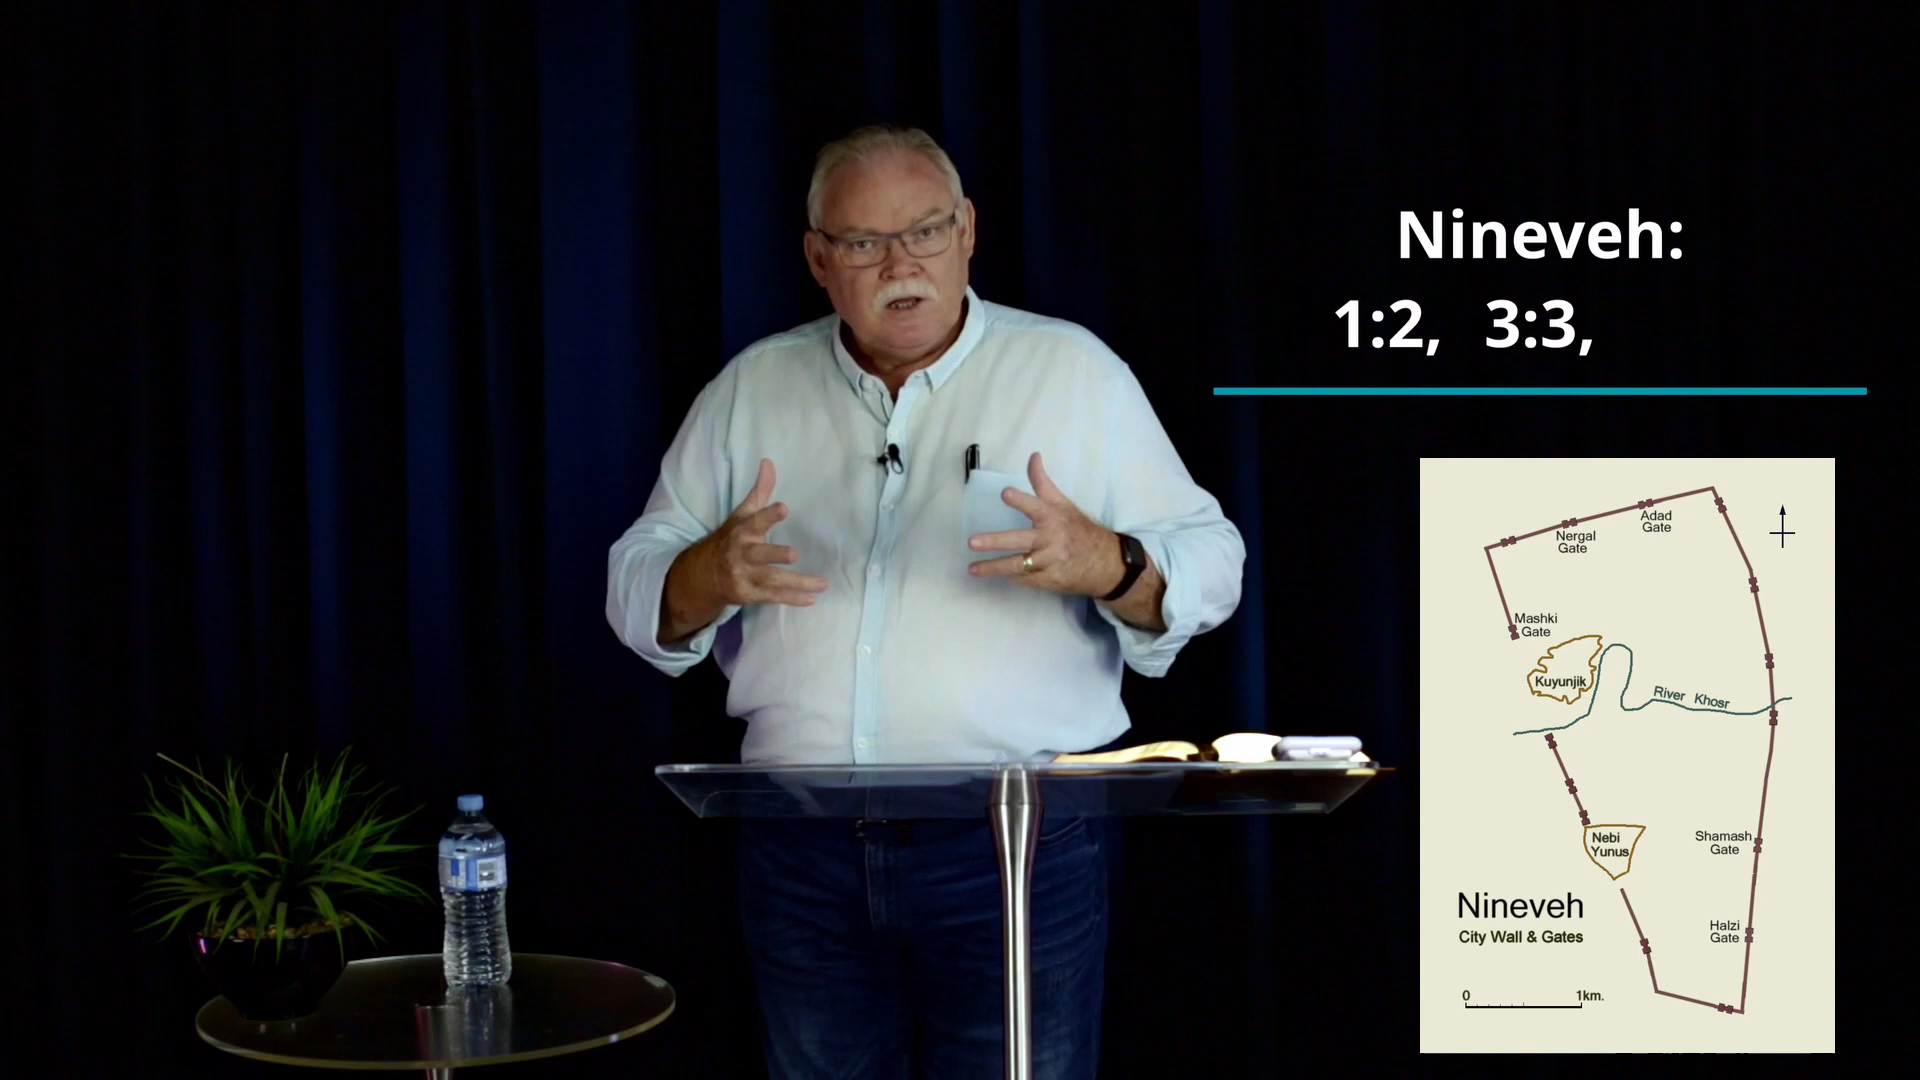 Nineveh:
1:2, 3:3,
Adad
Gate
Nergal
Gate
Mashki
Gate
Kuyunjik
River Khosr
Nebi
Yunus
Shamash
Gate
Halzi
Gate
Nineveh
City Wall & Gates
0 1km.